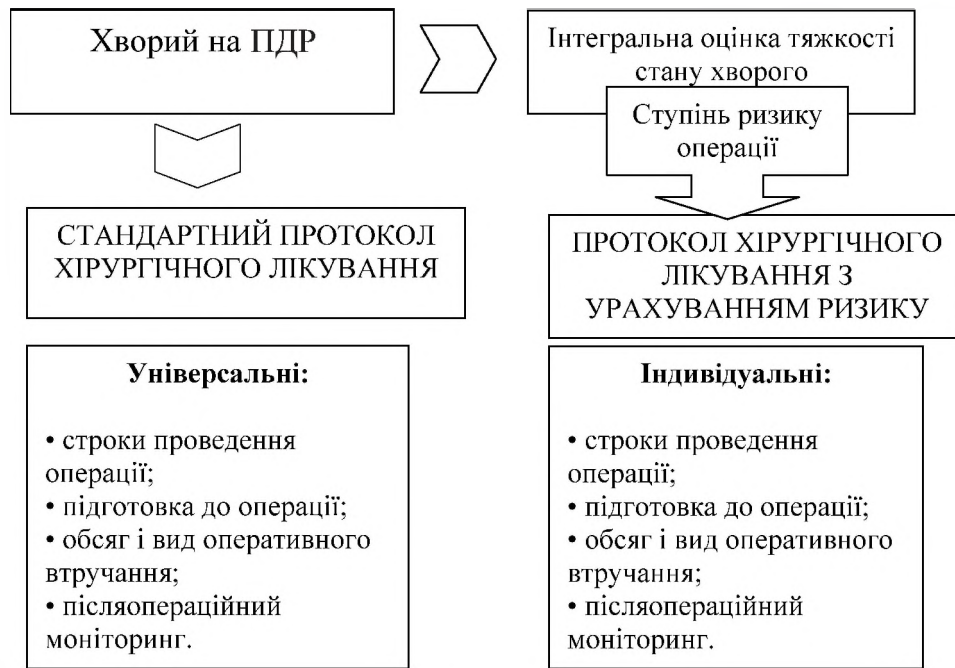 Хворий на ПДР
Інтегральна оцінка тяжкості
стану хворого
Ступінь ризику
операції
СТАНДАРТНИЙ ПРОТОКОЛ
ХІРУРГІЧНОГО ЛІКУВАННЯ
ПРОТОКОЛ ХІРУРГІЧНОГО
ЛІКУВАННЯ З
УРАХУВАННЯМ РИЗИКУ
Універсальні:
• строки проведення
операції;
• підготовка до операції;
• обсяг і вид оперативного
втручання;
• післяопераційний
моніторинг.
Індивідуальні:
• строки проведення
операції;
• підготовка до операції;
• обсяг і вид оперативного
втручання;
• післяопераційний
моніторинг.